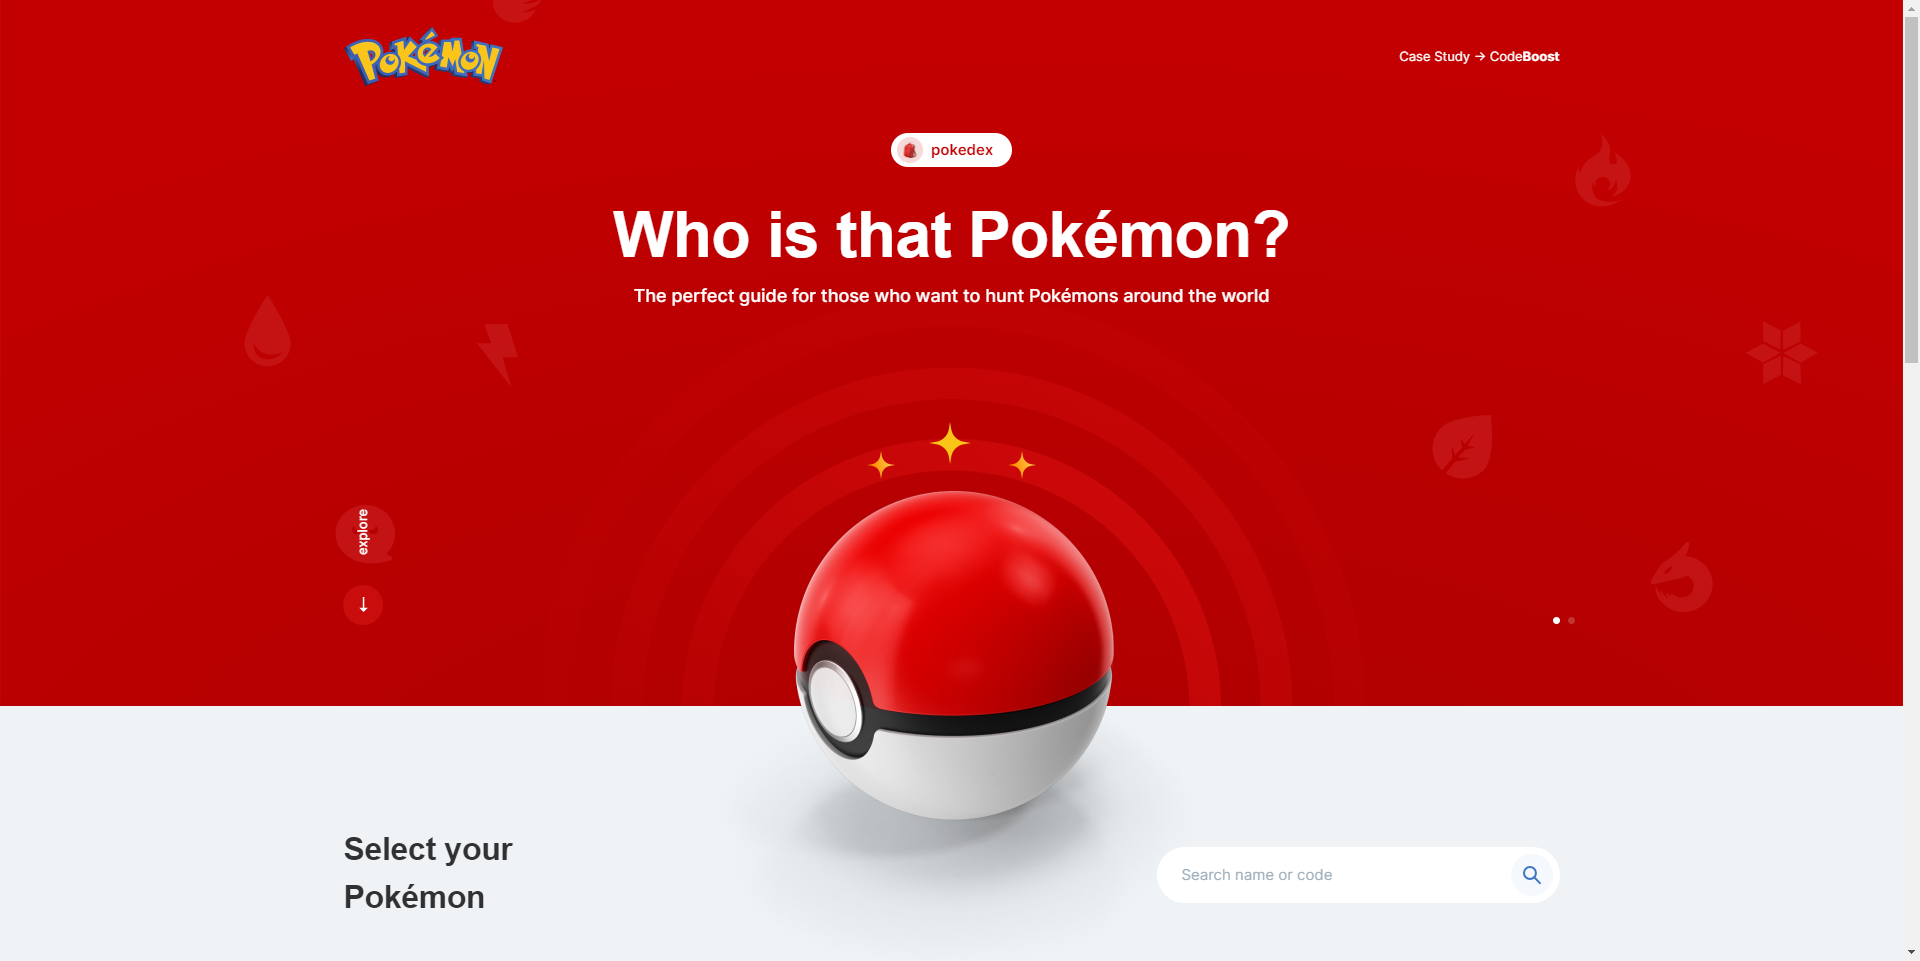 POKéMON
Case Study → CodeBoost
pokedex
Who is that Pokémon?
The perfect guide for those who want to hunt Pokémons around the world
explore
Select your
Pokémon
Search name or code